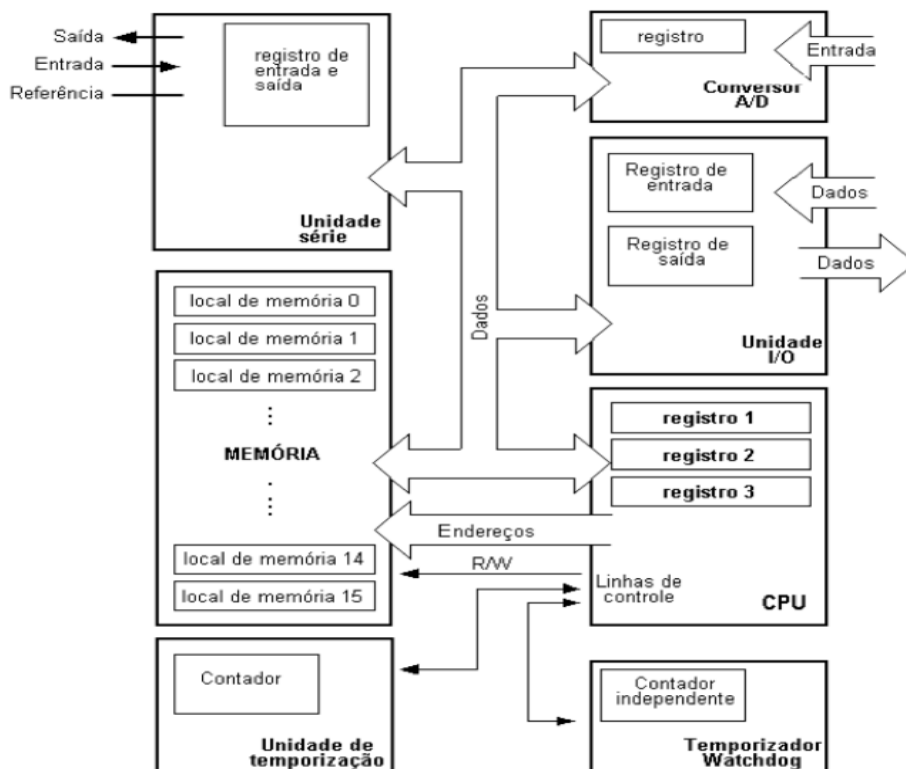 Saída
Entrada
Referência
registro de
entrada e
saída
Unidade
série
registro
Entrada
Conversor
A/D
Registro de
entrada
Registro de
saída
Dados
Dados
Unidade
I/O
Dados
local de memória 0
local de memória 1
local de memória 2
MEMÓRIA
local de memória 14
local de memória 15
registro 1
registro 2
registro 3
Endereços
R/W
Linhas de
controle
CPU
Contador
Unidade de
temporização
Contador
independente
Temporizador
Watchdog